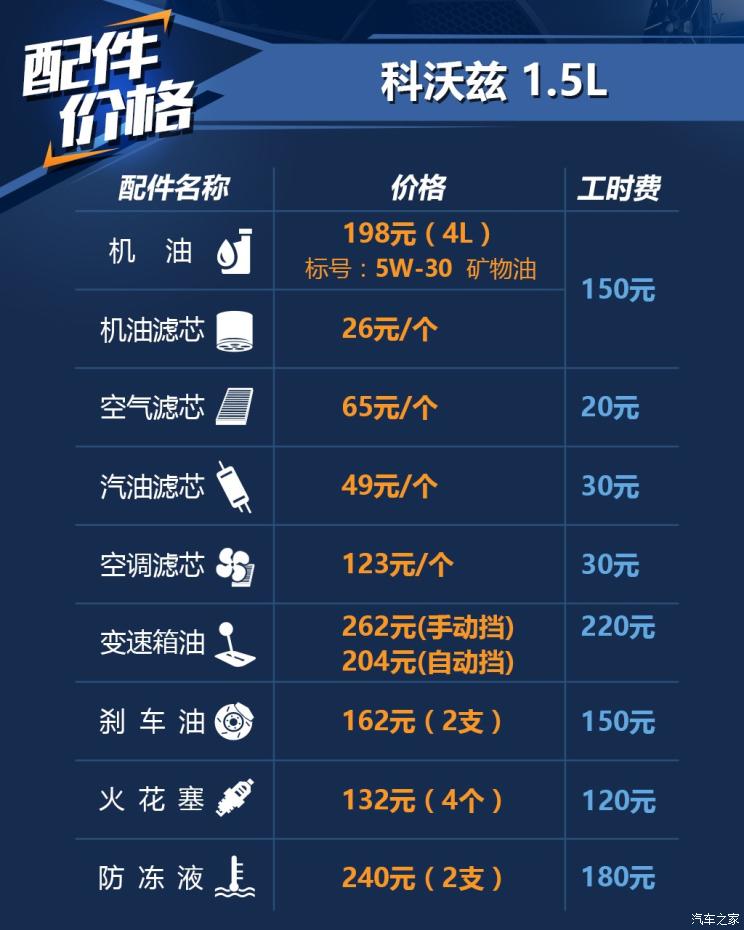 配件
价格
科沃兹 1.5L
配件名称 价格 工时费
机油 198元（4L）
标号：5W-30 矿物油
150元
机油滤芯 26元/个
空气滤芯 65元/个 20元
汽油滤芯 49元/个 30元
空调滤芯 123元/个 30元
变速箱油 262元(手动挡) 220元
204元(自动挡)
刹车油 162元（2支） 150元
火花塞 132元（4个） 120元
防冻液 240元（2支） 180元
汽车之家